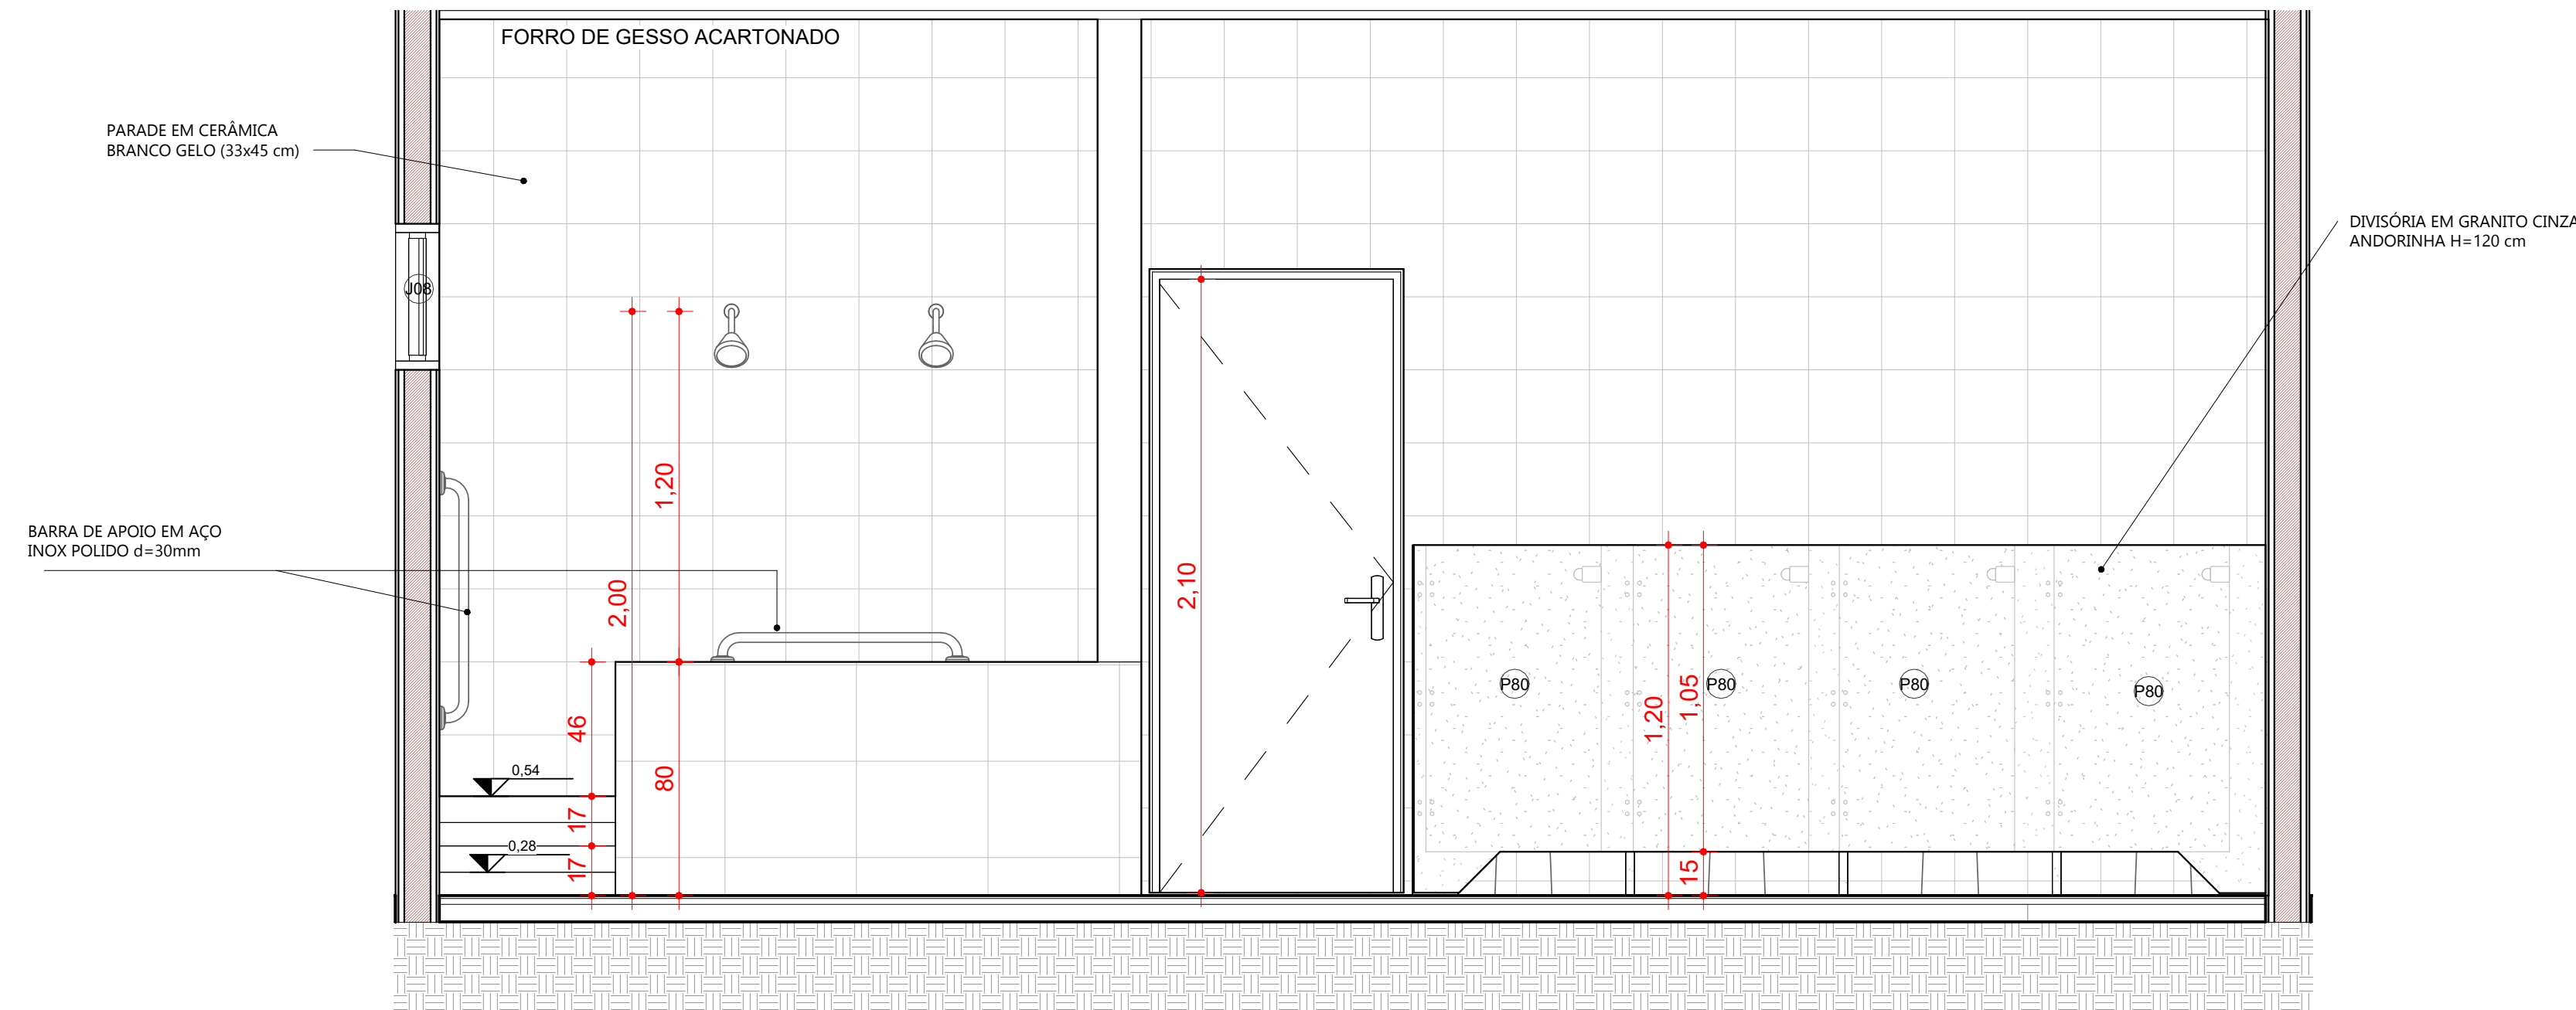 FORRO DE GESSO ACARTONADO
PARADE EM CERÂMICA
BRANCO GELO (33x45 cm)
DIVISÓRIA EM GRANITO CINZA
ANDORINHA H=120 cm
J08
BARRA DE APOIO EM AÇO
INOX POLIDO d=30mm
1,20
2,00
2,10
46
80
17
17
0,54
0,28
1,20
1,05
15
P80
P80
P80
P80